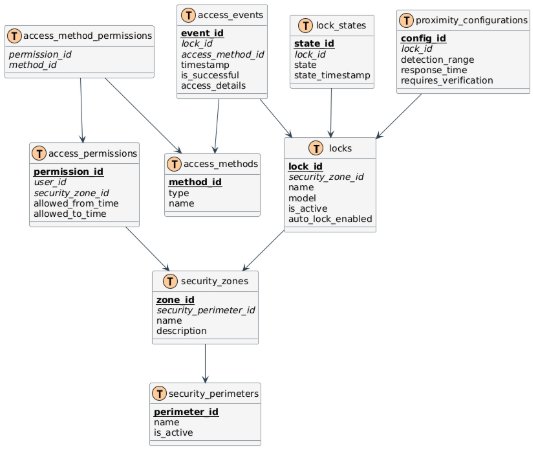 T access_method_permissions
permission_id
method_id
T access_events
event_id
lock_id
access_method_id
timestamp
is_successful
access_details
T lock_states
state_id
lock_id
state
state_timestamp
T proximity_configurations
config_id
lock_id
detection_range
response_time
requires_verification
T access_permissions
permission_id
user_id
security_zone_id
allowed_from_time
allowed_to_time
T access_methods
method_id
type
name
T locks
lock_id
security_zone_id
name
model
is_active
auto_lock_enabled
T security_zones
zone_id
security_perimeter_id
name
description
T security_perimeters
perimeter_id
name
is_active